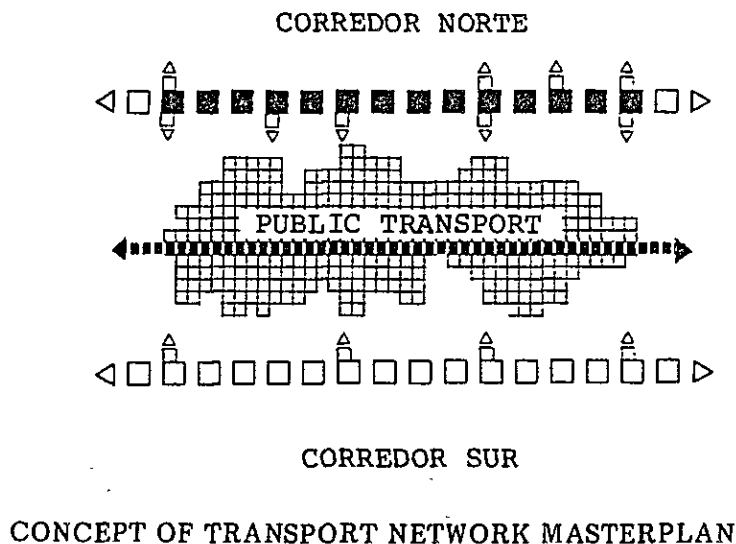 CORREDOR NORTE
PUBLIC TRANSPORT
CORREDOR SUR
CONCEPT OF TRANSPORT NETWORK MASTERPLAN